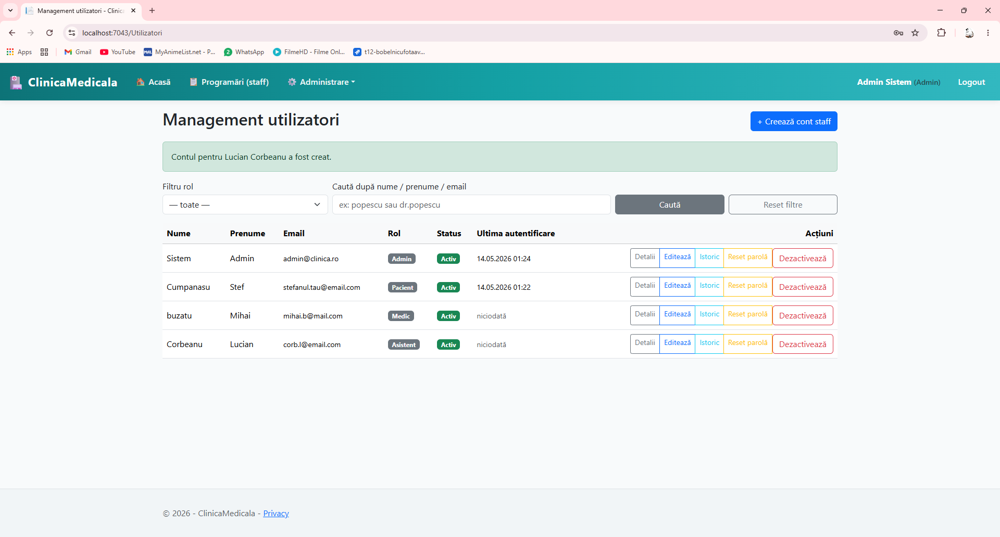 Management utilizatori - Clinica
localhost:7043/Utilizatori
Apps
Gmail
YouTube
MAL MyAnimeList.net - P...
2 WhatsApp
FilmeHD - Filme Onl...
t12-bobelnicufotaav...
ClinicaMedicala
Acasă
Programări (staff)
Administrare
Admin Sistem (Admin)
Logout
Management utilizatori
+ Creează cont staff
Contul pentru Lucian Corbeanu a fost creat.
Filtru rol
Caută după nume / prenume / email
— toate —
ex: popescu sau dr.popescu
Caută
Reset filtre
Nume Prenume Email Rol Status Ultima autentificare Acțiuni
Sistem Admin admin@clinica.ro Admin Activ 14.05.2026 01:24 Detalii Editează Istoric Reset parolă Dezactivează
Cumpanasu Stef stefanul.tau@email.com Pacient Activ 14.05.2026 01:22 Detalii Editează Istoric Reset parolă Dezactivează
buzatu Mihai mihai.b@mail.com Medic Activ niciodată Detalii Editează Istoric Reset parolă Dezactivează
Corbeanu Lucian corb.l@email.com Asistent Activ niciodată Detalii Editează Istoric Reset parolă Dezactivează
© 2026 - ClinicaMedicala - Privacy